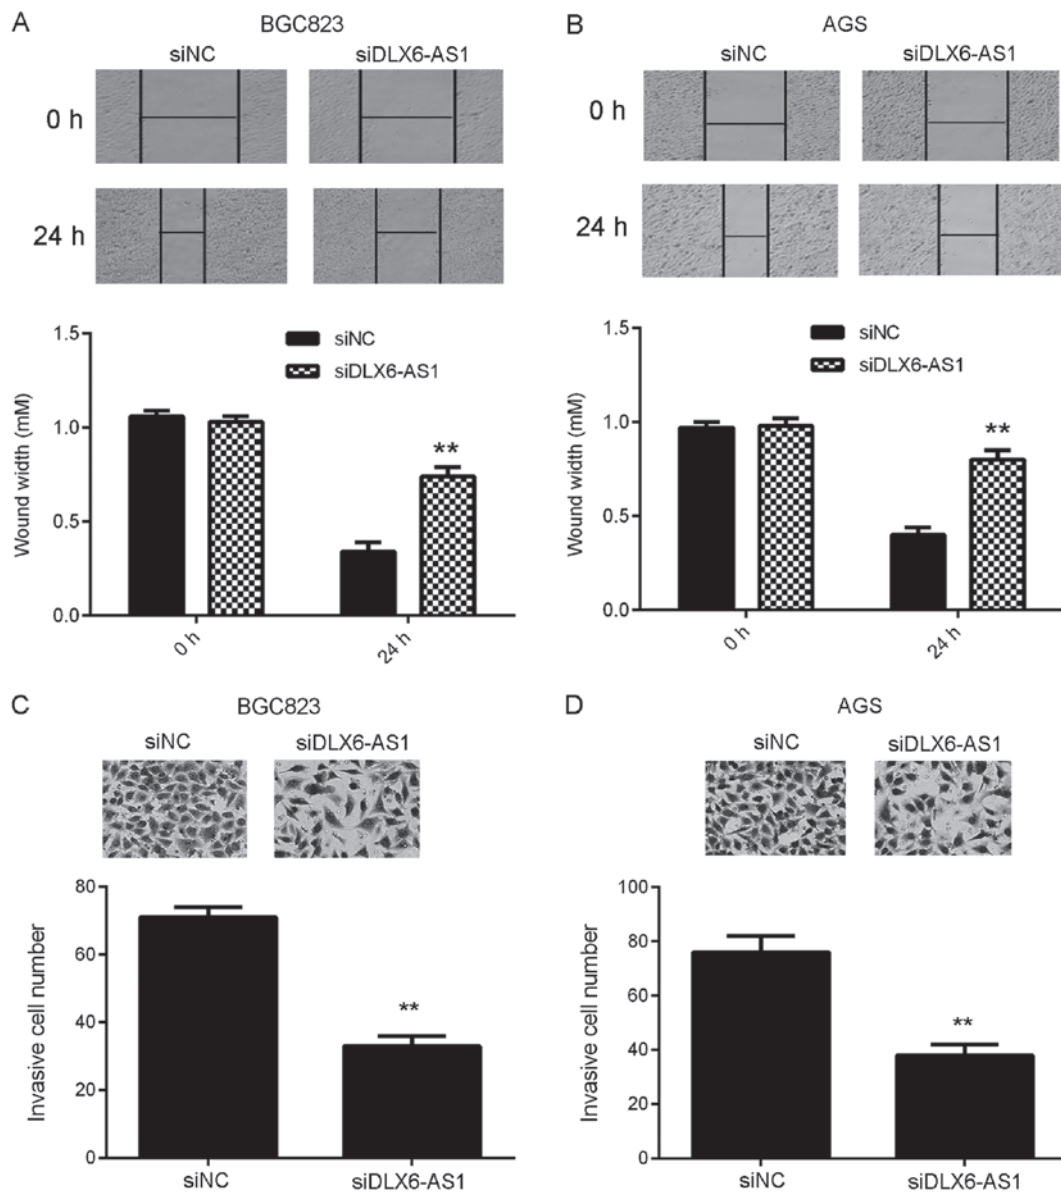 A
BGC823
siNC siDLX6-AS1
0 h
24 h
siNC
siDLX6-AS1
Wound width (mM)
1.5
1.0
0.5
0.0
**
0 h 24 h
B
AGS
siNC siDLX6-AS1
0 h
24 h
siNC
siDLX6-AS1
Wound width (mM)
1.5
1.0
0.5
0.0
**
0 h 24 h
C
BGC823
siNC siDLX6-AS1
Invasive cell number
80
60
40
20
0
**
siNC siDLX6-AS1
D
AGS
siNC siDLX6-AS1
Invasive cell number
100
80
60
40
20
0
**
siNC siDLX6-AS1